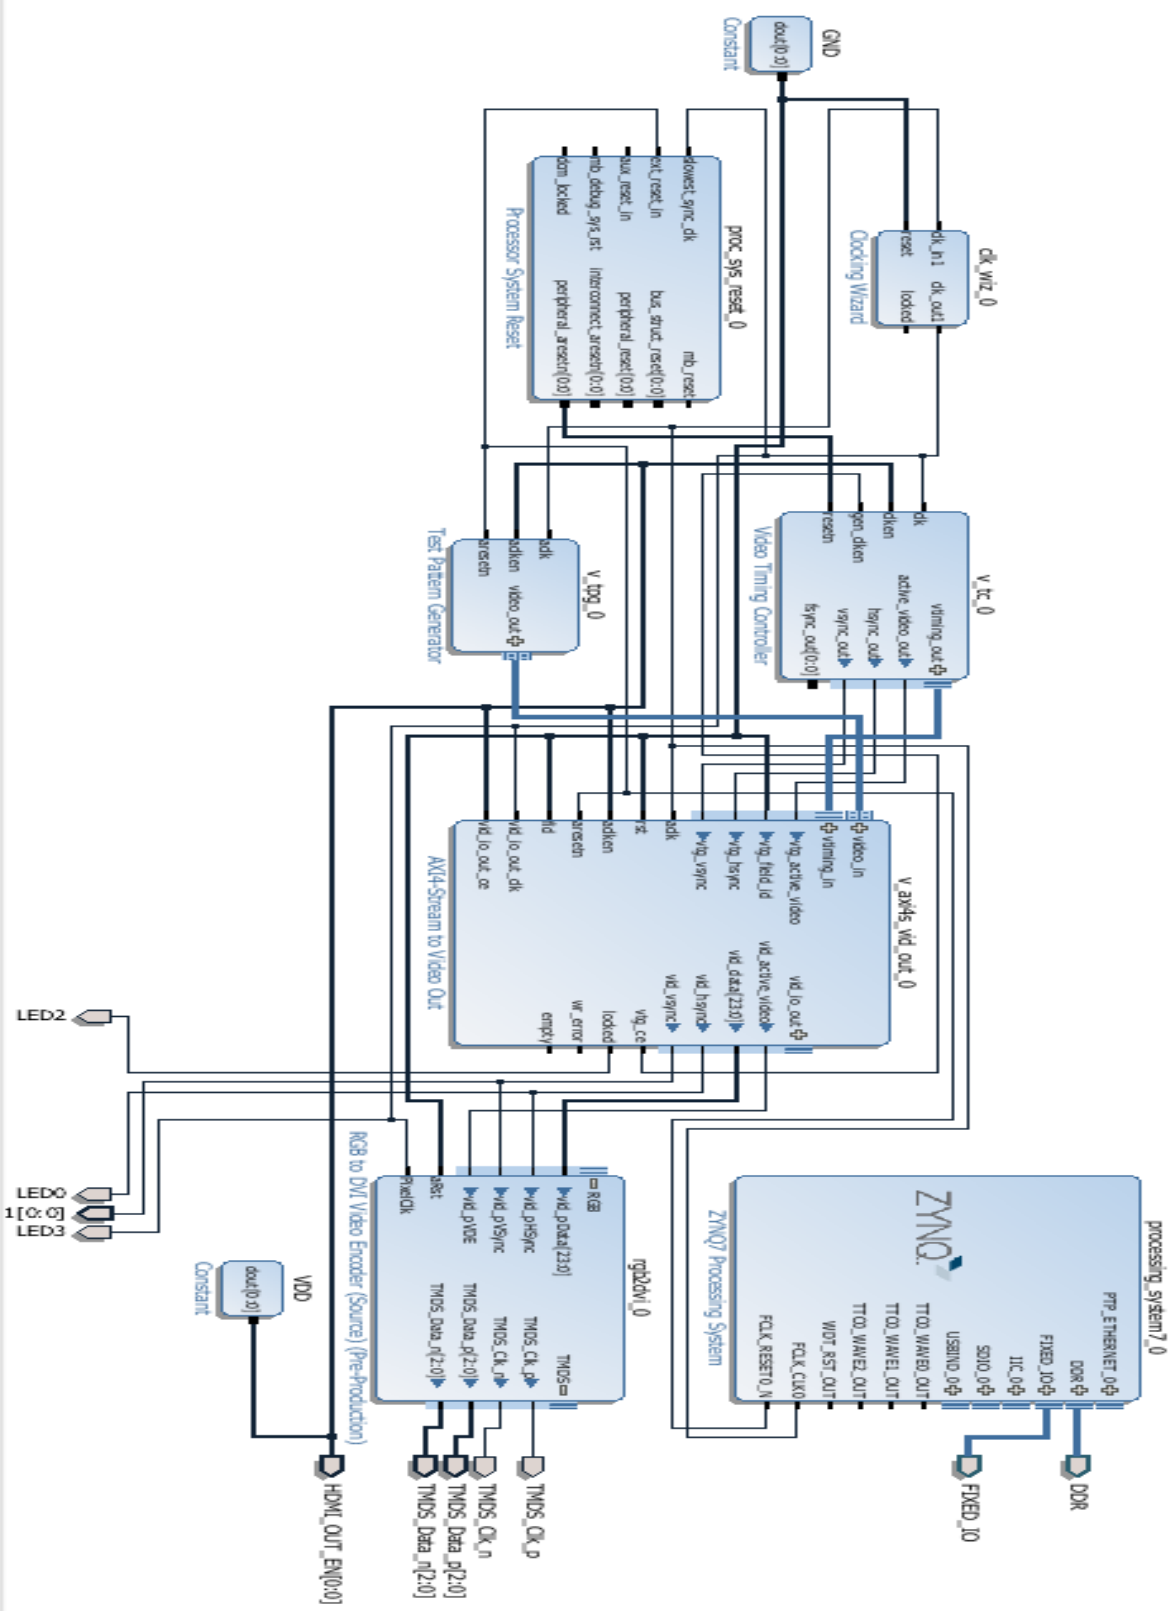 GND
dout[0:0]
Constant
clk_wiz_0
clk_in1
reset
clk_out1
locked
Clocking Wizard
proc_sys_reset_0
slowest_sync_clk
ext_reset_in
aux_reset_in
mb_debug_sys_rst
dcm_locked
mb_reset
bus_struct_reset[0:0]
peripheral_reset[0:0]
interconnect_aresetn[0:0]
peripheral_aresetn[0:0]
Processor System Reset
v_tc_0
clk
clken
gen_clken
resetn
vtiming_out
active_video_out
hsync_out
vsync_out
fsync_out[0:0]
Video Timing Controller
v_tpg_0
aclk
aclken
aresetn
video_out
Test Pattern Generator
v_axi4s_vid_out_0
video_in
vtiming_in
vtg_active_video
vtg_field_id
vtg_hsync
vtg_vsync
aclk
rst
aclken
aresetn
fid
vid_io_out_clk
vid_io_out_ce
vid_io_out
vid_active_video
vid_data[23:0]
vid_hsync
vid_vsync
vtg_ce
locked
wr_error
empty
AXI4-Stream to Video Out
processing_system7_0
ZYNQ
PTP_ETHERNET_0
DDR
FIXED_IO
IIC_0
SDIO_0
USBIND_0
TTC0_WAVE0_OUT
TTC0_WAVE1_OUT
TTC0_WAVE2_OUT
WDT_RST_OUT
FCLK_CLK0
FCLK_RESET0_N
ZYNQ7 Processing System
rgb2dvi_0
RGB
vid_pData[23:0]
vid_pHSync
vid_pVSync
vid_pVDE
aRst
PixelClk
TMDS
TMDS_Clk_p
TMDS_Clk_n
TMDS_Data_p[2:0]
TMDS_Data_n[2:0]
RGB to DVI Video Encoder (Source) (Pre-Production)
VDD
dout[0:0]
Constant
DDR
FIXED_IO
TMDS_Clk_p
TMDS_Clk_n
TMDS_Data_p[2:0]
TMDS_Data_n[2:0]
HDMI_OUT_EN[0:0]
LED2
LED0
1[0:0]
LED3